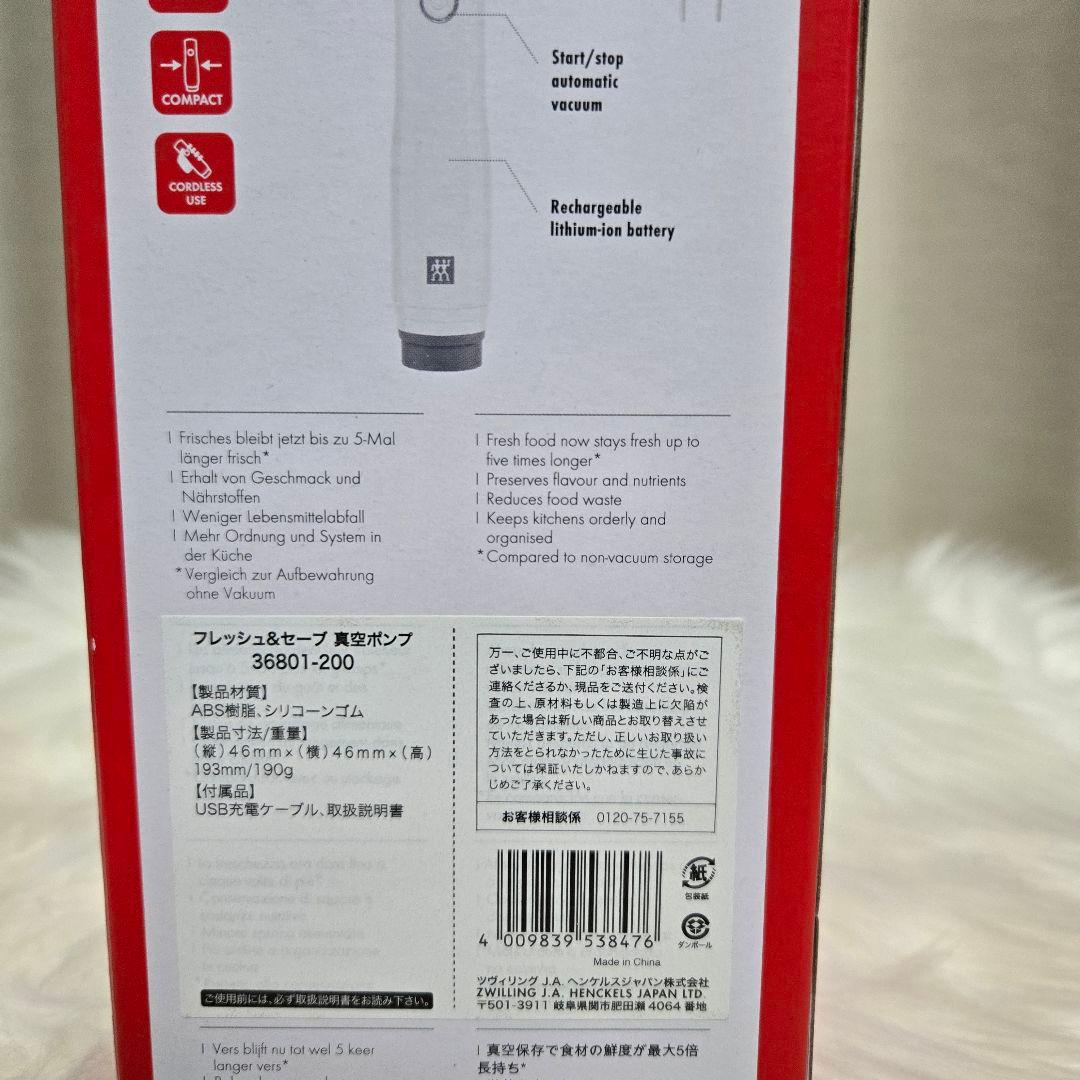 COMPACT
CORDLESS
USE
Start/stop
automatic
vacuum
Rechargeable
lithium-ion battery
| Frisches bleibt jetzt bis zu 5-Mal
länger frisch*
| Erhalt von Geschmack und
Nährstoffen
| Weniger Lebensmittelabfall
| Mehr Ordnung und System in
der Küche
*Vergleich zur Aufbewahrung
ohne Vakuum
| Fresh food now stays fresh up to
five times longer*
| Preserves flavour and nutrients
| Reduces food waste
| Keeps kitchens orderly and
organised
*Compared to non-vacuum storage
フレッシュ&セーブ 真空ポンプ
36801-200
【製品材質】
ABS樹脂、シリコーンゴム
【製品寸法/重量】
(縦)46mm×(横)46mm×(高)
193mm/190g
【付属品】
USB充電ケーブル、取扱説明書
ご使用前には、必ず取扱説明書をお読み下さい。
万一、ご使用中に不都合、ご不明な点がご
ざいましたら、下記の「お客様相談係」にご
連絡くださるか、現品をご送付ください。検
査の上、原材料もしくは製造上に欠陥が
あった場合は新しい商品とお取り替えさせ
ていただきます。ただし、正しいお取り扱い
方法をとられなかったために生じた事故に
ついては保証いたしかねますので、あらか
じめご了承ください。
お客様相談係 0120-75-7155
4 009839 538476
紙
包装紙
ダンボール
Made in China
ツヴィリング J.A. ヘンケルスジャパン株式会社
ZWILLING J.A. HENCKELS JAPAN LTD.
〒501-3911 岐阜県関市肥田瀬 4064 番地
| Vers blijft nu tot wel 5 keer
langer vers*
| 真空保存で食材の鮮度が最大5倍
長持ち*